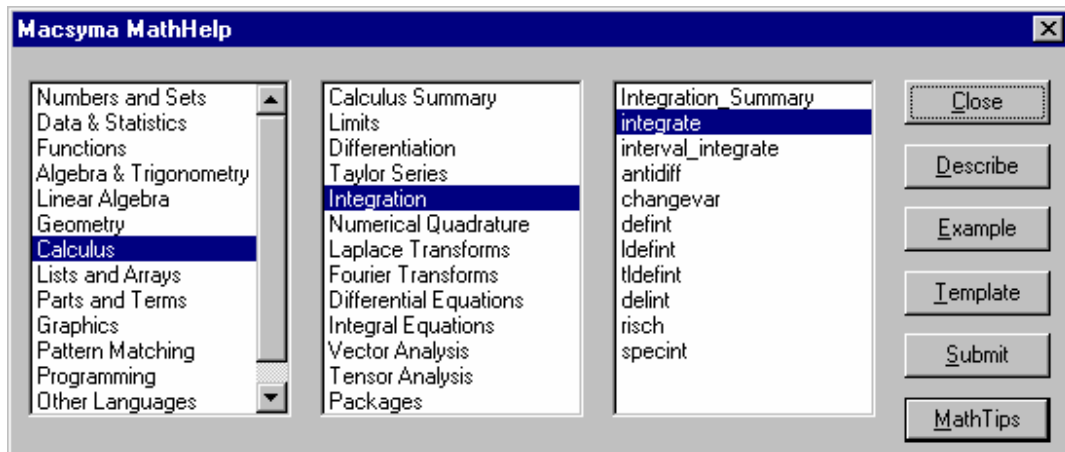 Macsyma MathHelp
Numbers and Sets
Data & Statistics
Functions
Algebra & Trigonometry
Linear Algebra
Geometry
Calculus
Lists and Arrays
Parts and Terms
Graphics
Pattern Matching
Programming
Other Languages
Calculus Summary
Limits
Differentiation
Taylor Series
Integration
Numerical Quadrature
Laplace Transforms
Fourier Transforms
Differential Equations
Integral Equations
Vector Analysis
Tensor Analysis
Packages
Integration_Summary
integrate
interval_integrate
antidiff
changevar
defint
ldefint
tldefint
delint
risch
specint
Close
Describe
Example
Template
Submit
MathTips